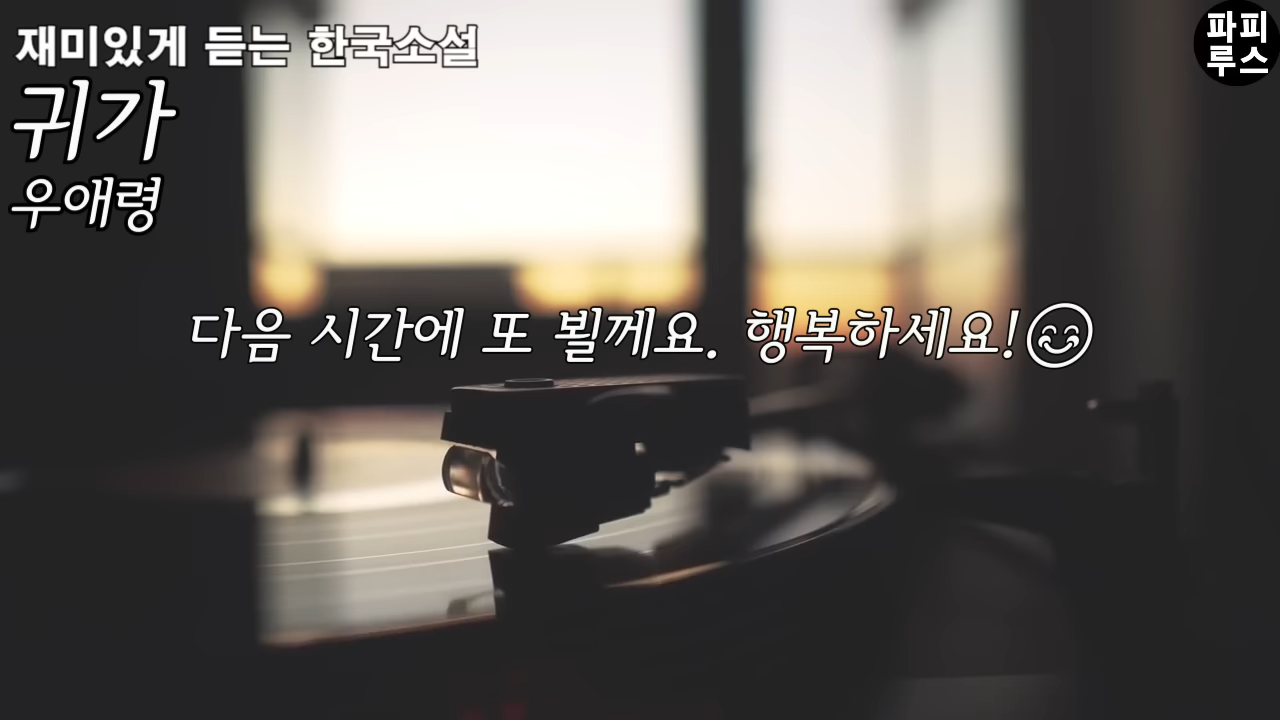 재미있게 듣는 한국소설
귀가
우애령
파피
루스
다음 시간에 또 뵐께요. 행복하세요!😊